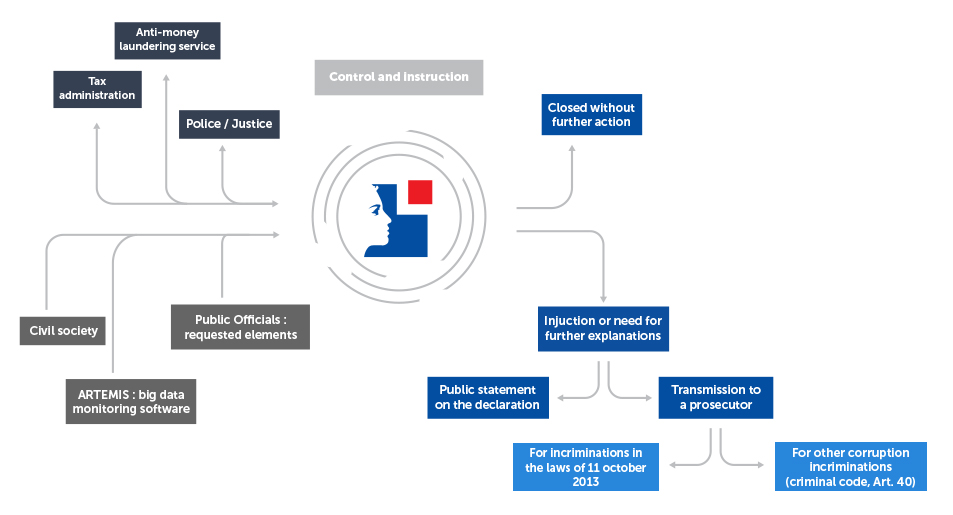 Anti-money
laundering service
Tax
administration
Police / Justice
Control and instruction
Closed without
further action
Civil society
Public Officials :
requested elements
ARTEMIS : big data
monitoring software
Injuction or need for
further explanations
Public statement
on the declaration
Transmission to
a prosecutor
For incriminations in
the laws of 11 october
2013
For other corruption
incriminations
(criminal code, Art. 40)